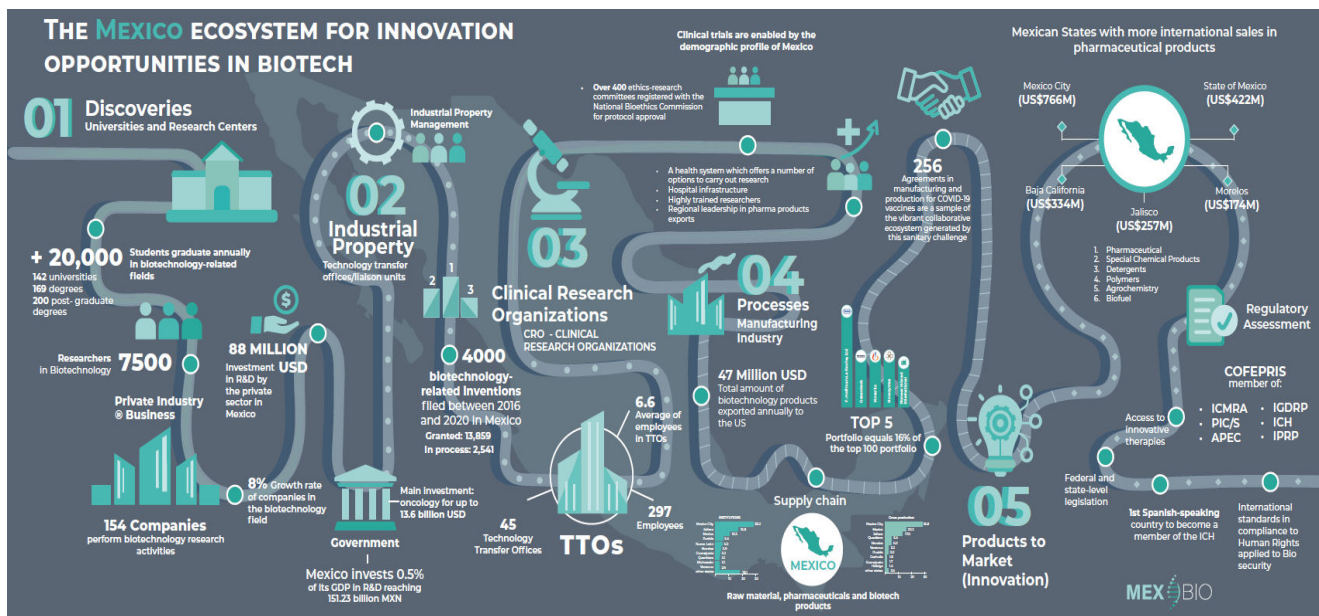 THE MEXICO ECOSYSTEM FOR INNOVATION
OPPORTUNITIES IN BIOTECH
01 Discoveries
Universities and Research Centers
+ 20,000
Students graduate annually
in biotechnology-related
fields
142 universities
169 degrees
200 post-graduate
degrees
Researchers
in Biotechnology
7500
Private Industry
® Business
154 Companies
perform biotechnology research
activities
8% Growth rate
of companies in
the biotechnology
field
$
88 MILLION
USD
Investment
in R&D by the
private
sector in
Mexico
Government
Mexico invests 0.5%
of its GDP in R&D reaching
151.23 billion MXN
Main investment:
oncology for up to
13.6 billion USD
Industrial Property
Management
02
Industrial
Property
Technology transfer
offices/liaison units
1
2
3
4000
biotechnology-
related Inventions
filed between 2016
and 2020 in Mexico
Granted: 13,859
In process: 2,541
45
Technology
Transfer Offices
TTOs
6.6
Average of
employees
in TTOs
297
Employees
03
Clinical Research
Organizations
CRO - CLINICAL
RESEARCH ORGANIZATIONS
Clinical trials are enabled by the
demographic profile of Mexico
• Over 400 ethics-research
committees registered with the
National Bioethics Commission
for protocol approval
• A health system which offers a number of
options to carry out research
• Hospital infrastructure
• Highly trained researchers
• Regional leadership in pharma products
exports
04
Processes
Manufacturing
Industry
47 Million USD
Total amount of
biotechnology products
exported annually to
the US
TOP 5
Portfolio equals 16% of
the top 100 portfolio
256
Agreements in
manufacturing and
production for COVID-19
vaccines are a sample of
the vibrant collaborative
ecosystem generated by
this sanitary challenge
Supply chain
MEXICO
Mexico City
Jalisco
Mexico City
Raw material, pharmaceuticals and biotech
products
05
Products to
Market
(Innovation)
Mexican States with more international sales in
pharmaceutical products
Mexico City
(US$766M)
State of Mexico
(US$422M)
Baja California
(US$334M)
Jalisco
(US$257M)
Morelos
(US$174M)
1. Pharmaceutical
2. Special Chemical Products
3. Detergents
4. Polymers
5. Agrochemistry
6. Biofuel
Regulatory
Assessment
COFEPRIS
member of:
• ICMRA
• PIC/S
• APEC
• IGDRP
• ICH
• IPRP
Access to
innovative
therapies
Federal and
state-level
legislation
1st Spanish-speaking
country to become a
member of the ICH
International
standards in
compliance to
Human Rights
applied to Bio
security
MEX BIO